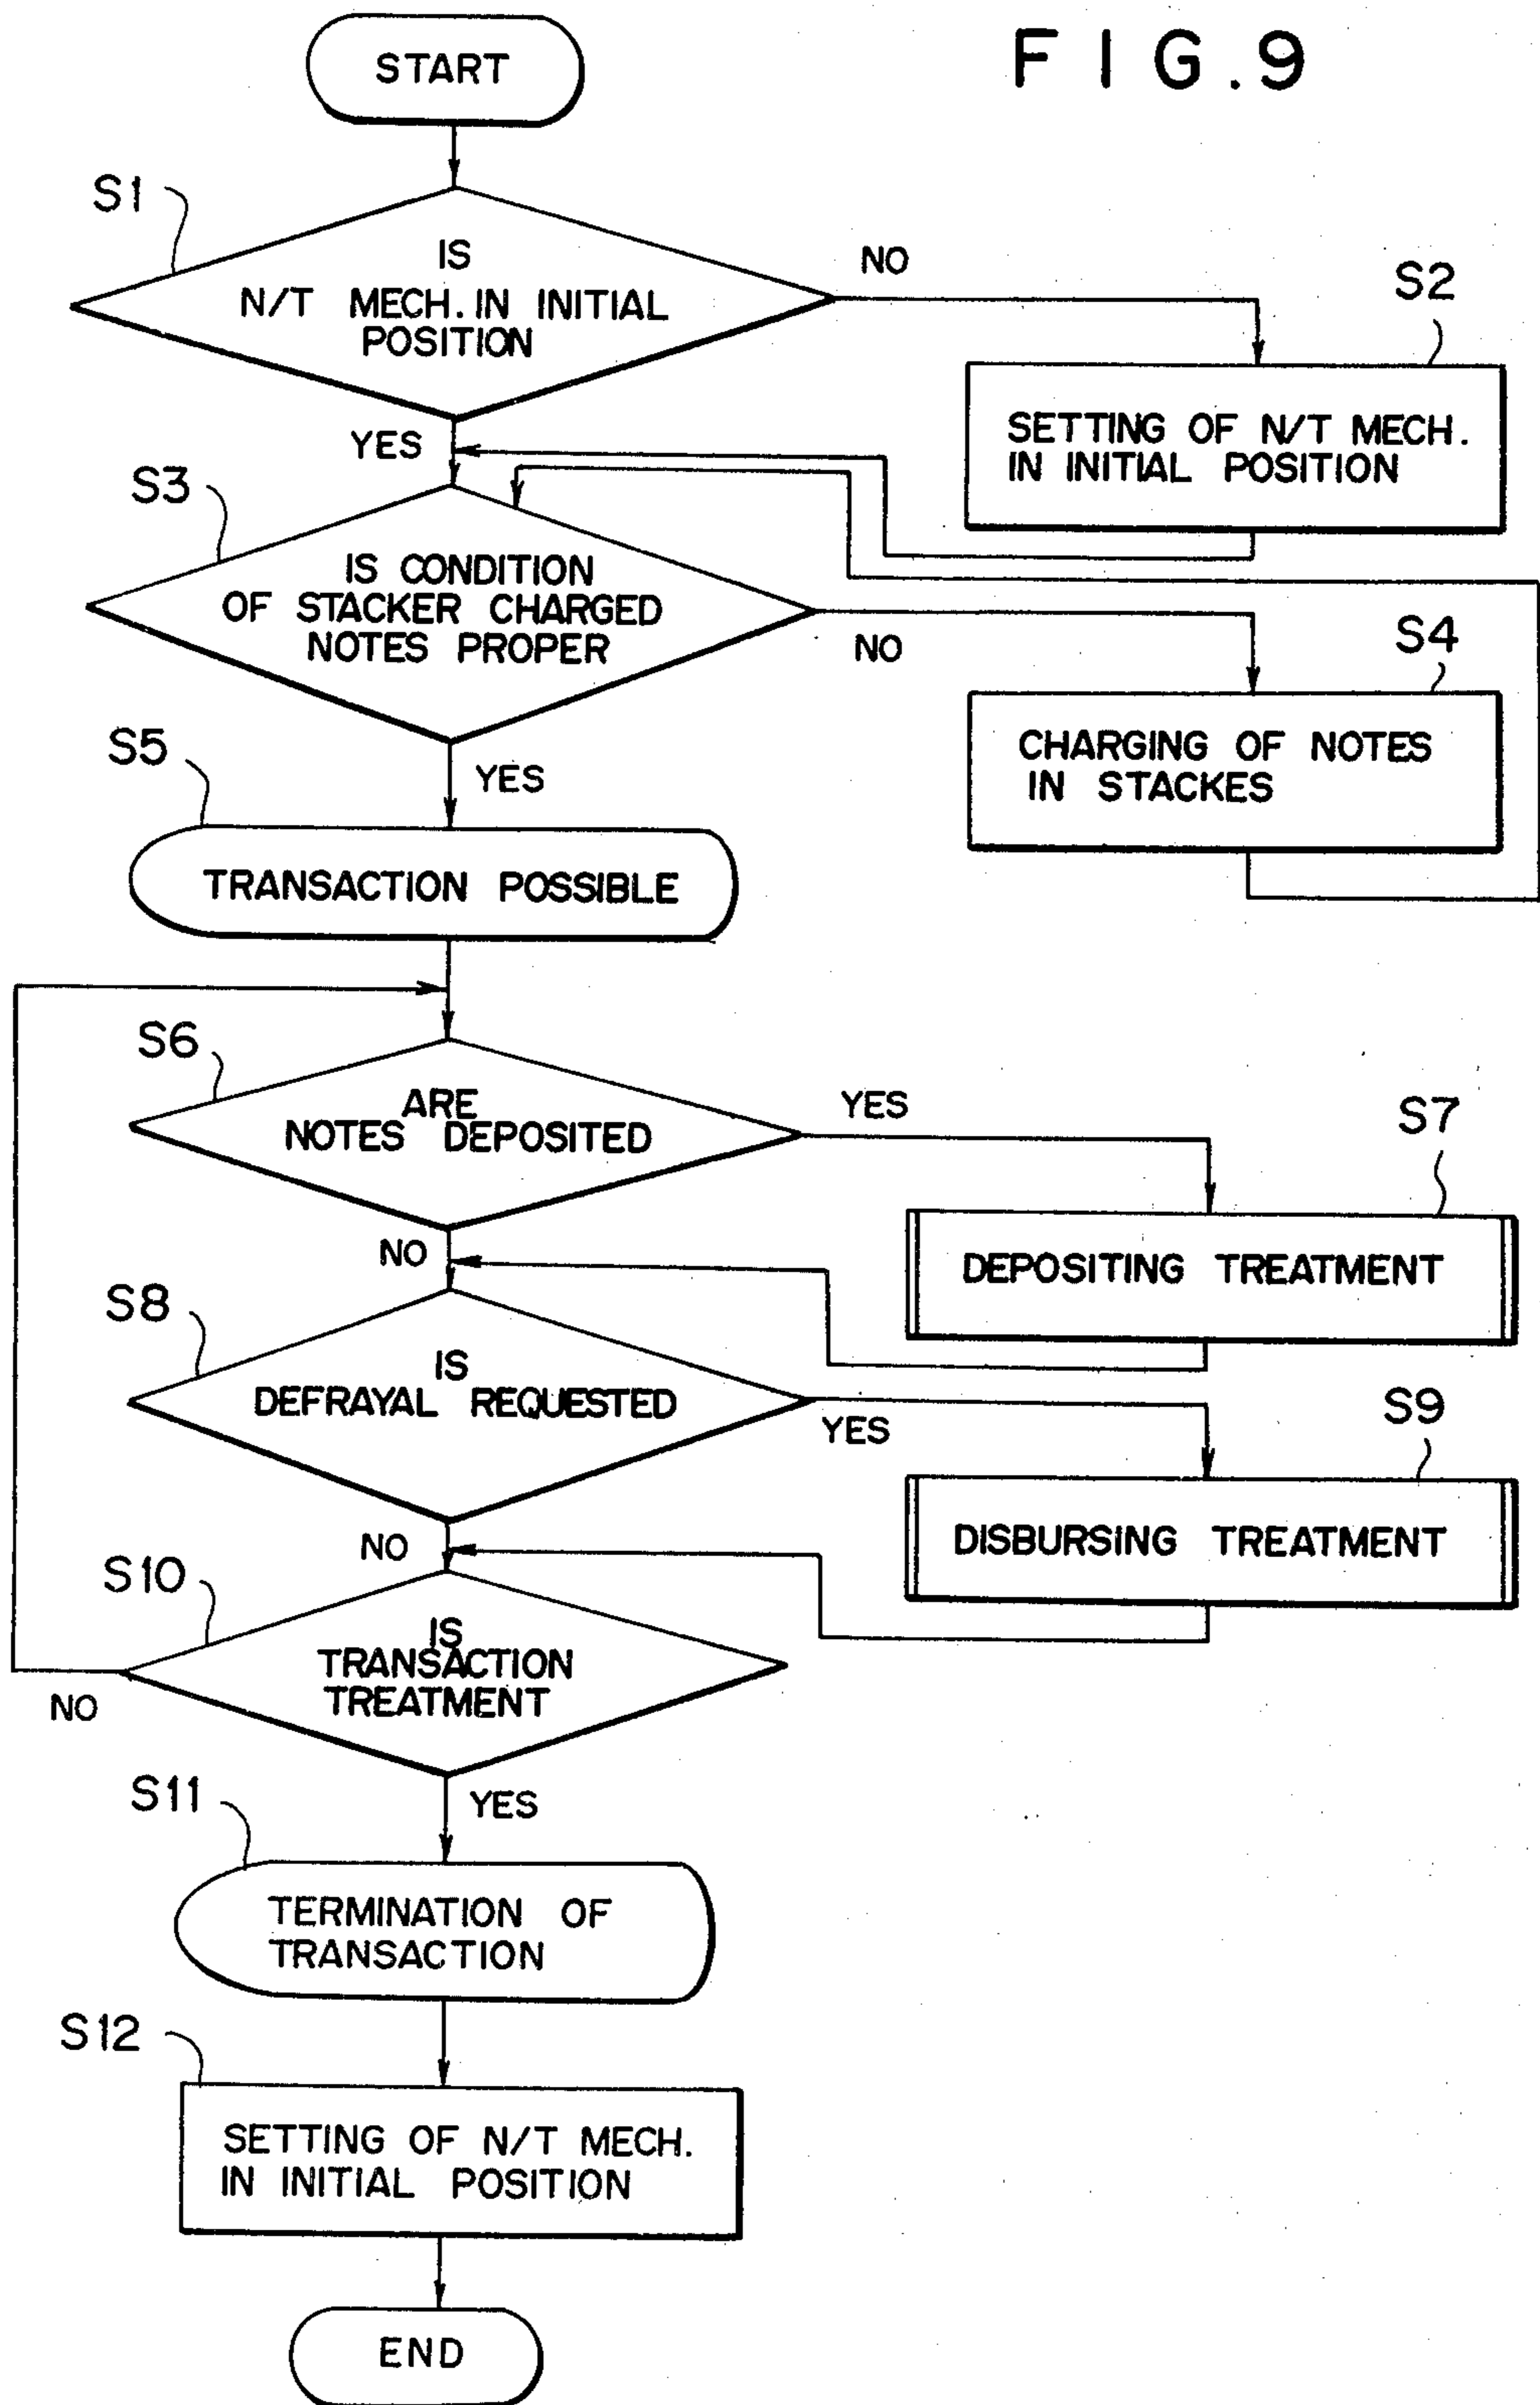 FIG.9
START
S1
IS
N/T MECH. IN INITIAL
POSITION
NO
S2
SETTING OF N/T MECH.
IN INITIAL POSITION
YES
S3
IS CONDITION
OF STACKER CHARGED
NOTES PROPER
NO
S4
CHARGING OF NOTES
IN STACKES
YES
S5
TRANSACTION POSSIBLE
S6
ARE
NOTES DEPOSITED
YES
S7
DEPOSITING TREATMENT
NO
S8
IS
DEFRAYAL REQUESTED
YES
S9
DISBURSING TREATMENT
NO
S10
IS
TRANSACTION
TREATMENT
NO
YES
S11
TERMINATION OF
TRANSACTION
S12
SETTING OF N/T MECH.
IN INITIAL POSITION
END